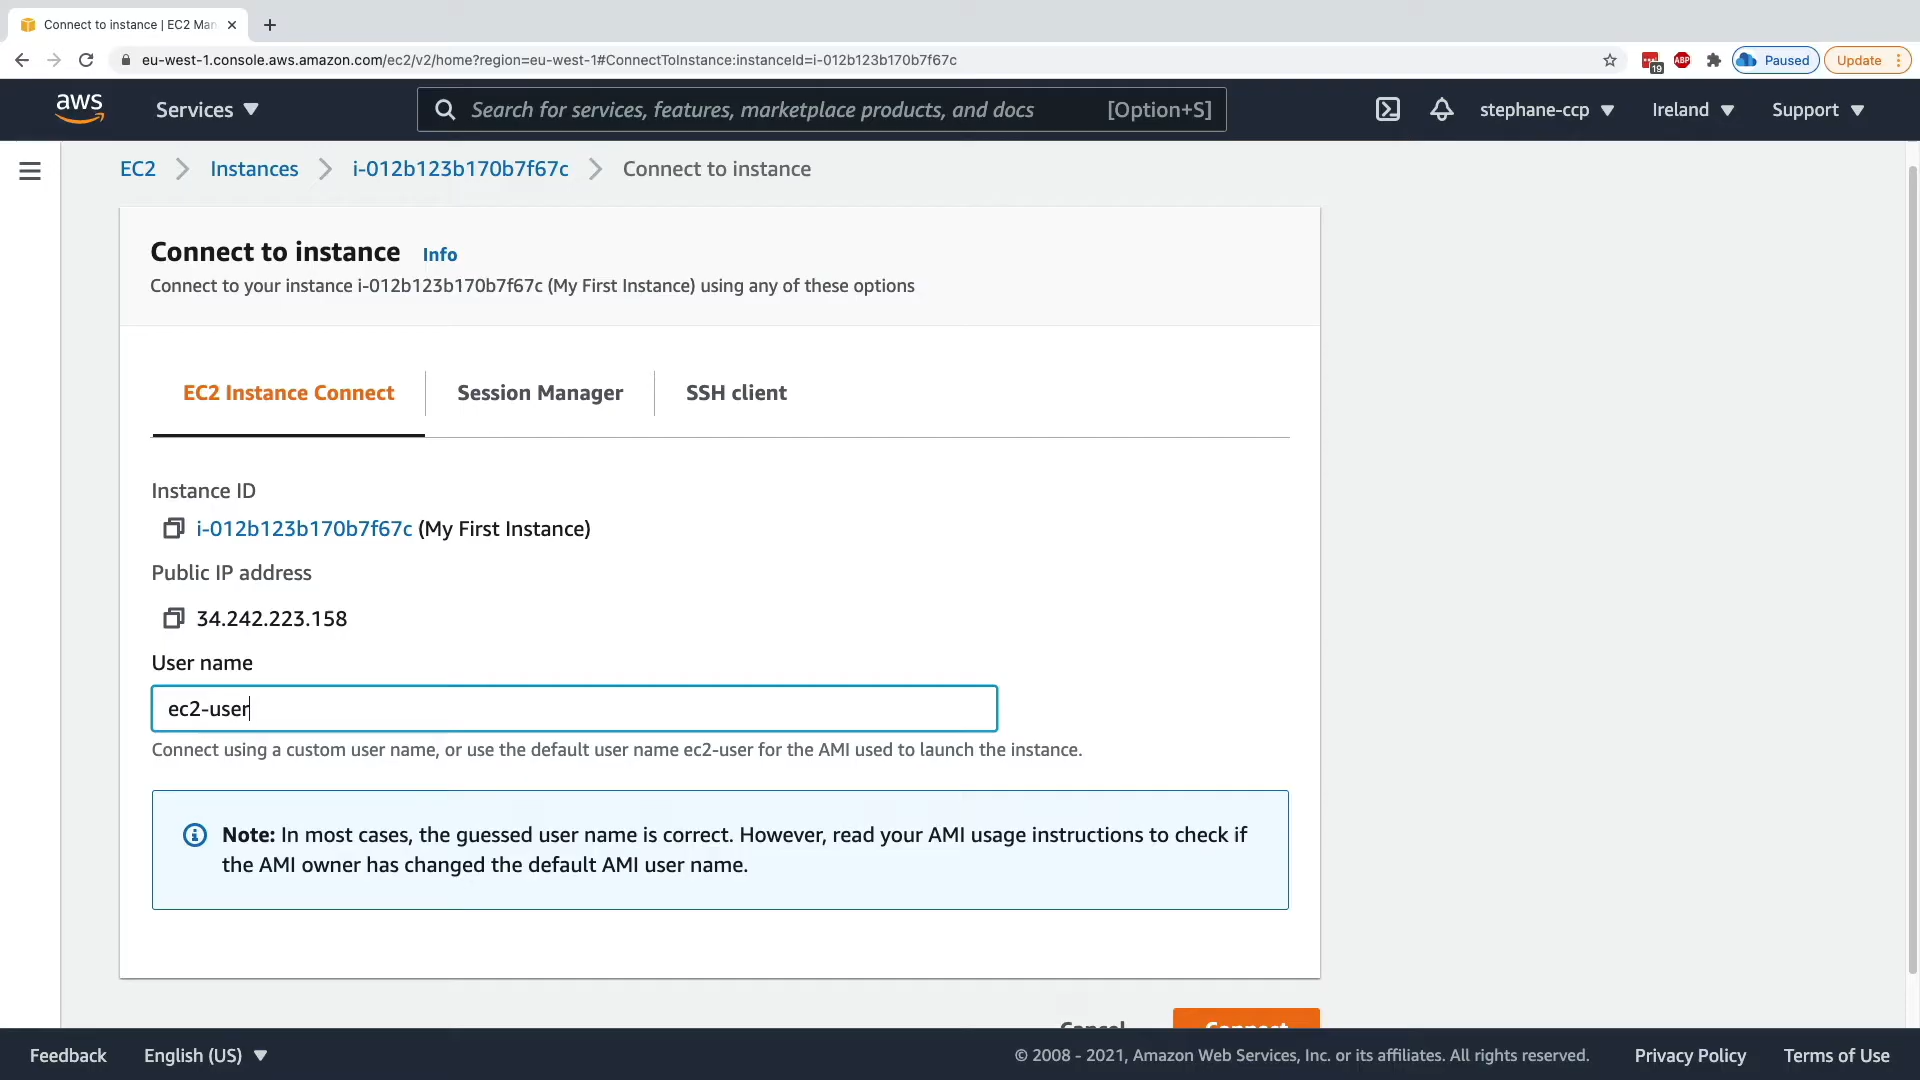 Connect to instance | EC2 Man
eu-west-1.console.aws.amazon.com/ec2/v2/home?region=eu-west-1#ConnectToInstance:instanceId=i-012b123b170b7f67c
19
ABP
Paused
Update
aws
Services
Search for services, features, marketplace products, and docs
[Option+S]
stephane-ccp
Ireland
Support
EC2
Instances
i-012b123b170b7f67c
Connect to instance
Connect to instance Info
Connect to your instance i-012b123b170b7f67c (My First Instance) using any of these options
EC2 Instance Connect
Session Manager
SSH client
Instance ID
i-012b123b170b7f67c (My First Instance)
Public IP address
34.242.223.158
User name
ec2-user
Connect using a custom user name, or use the default user name ec2-user for the AMI used to launch the instance.
Note: In most cases, the guessed user name is correct. However, read your AMI usage instructions to check if
the AMI owner has changed the default AMI user name.
Cancel
Connect
Feedback
English (US)
© 2008 - 2021, Amazon Web Services, Inc. or its affiliates. All rights reserved.
Privacy Policy
Terms of Use